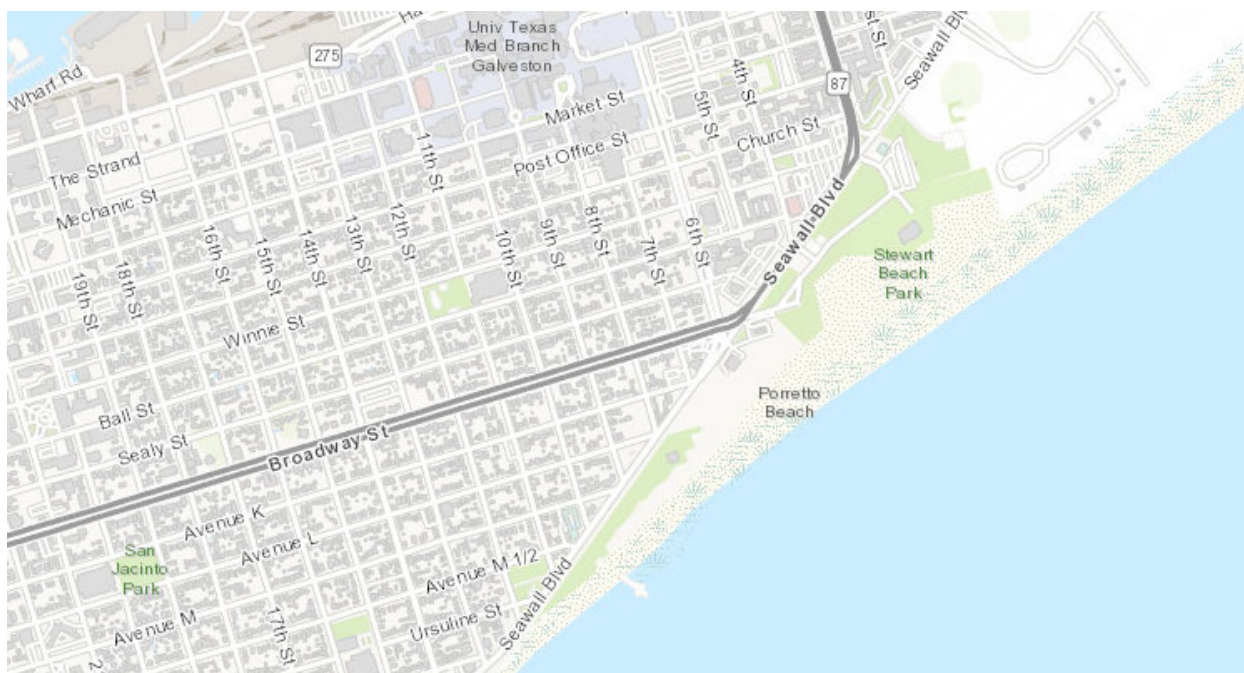 Ha
Univ Texas
Med Branch
Galveston
275
Wharf Rd
4th St
st St
Seawall Blvd
87
5th St
Market St
Church St
Post Office St
11th St
The Strand
Mechanic St
12th St
13th St
14th St
15th St
16th St
18th St
19th St
10th St
9th St
8th St
7th St
6th St
Seawall Blvd
Stewart
Beach
Park
Winnie St
Porretto
Beach
Ball St
Sealy St
Broadway St
Avenue K
Avenue L
San
Jacinto
Park
Avenue M 1/2
Avenue M
17th St
Ursuline St
Seawall Blvd
2